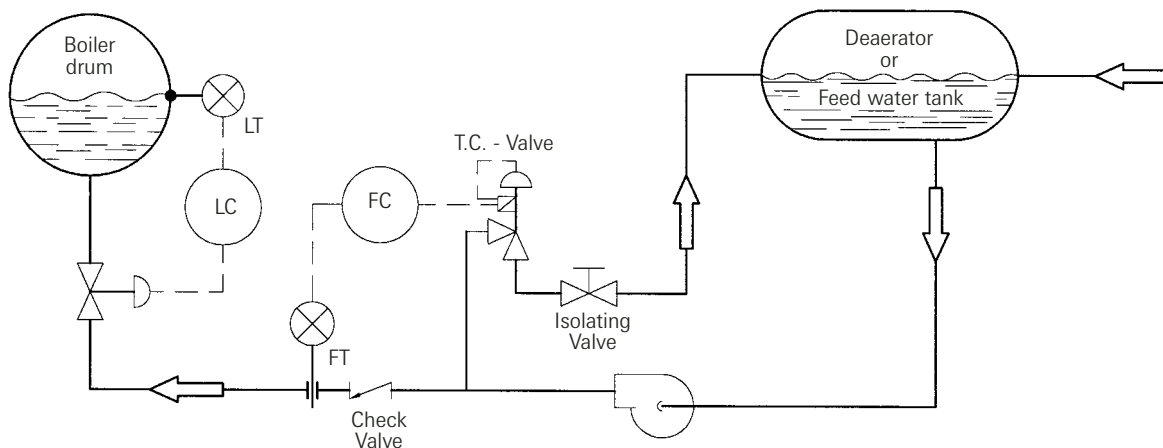 Boiler
drum
Deaerator
or
Feed water tank
LT
T.C. - Valve
LC
FC
Isolating
Valve
FT
Check
Valve